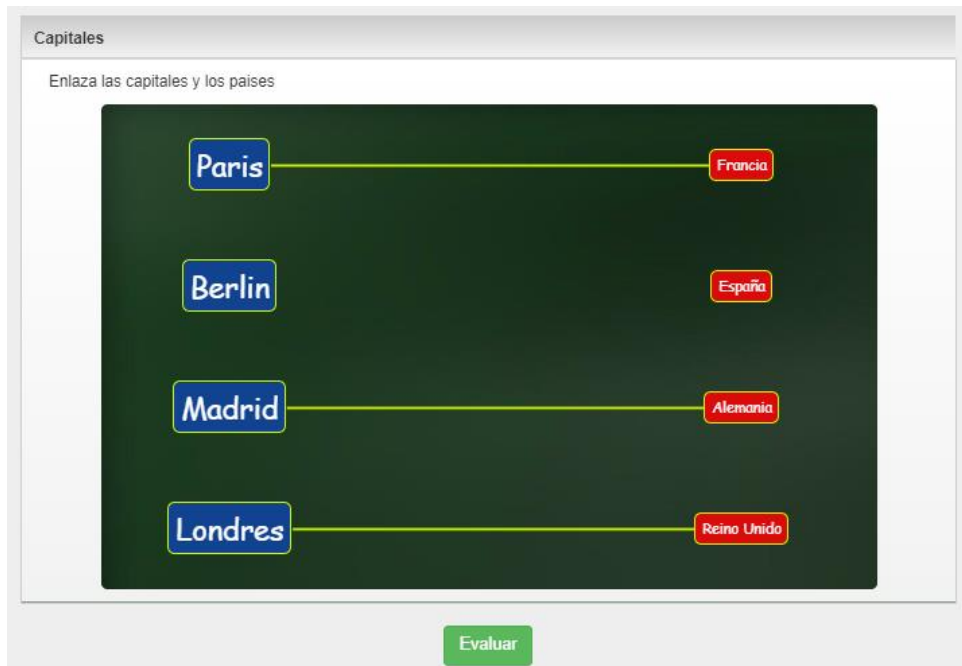 Capitales
Enlaza las capitales y los paises
Paris
Francia
Berlin
España
Madrid
Alemania
Londres
Reino Unido
Evaluar